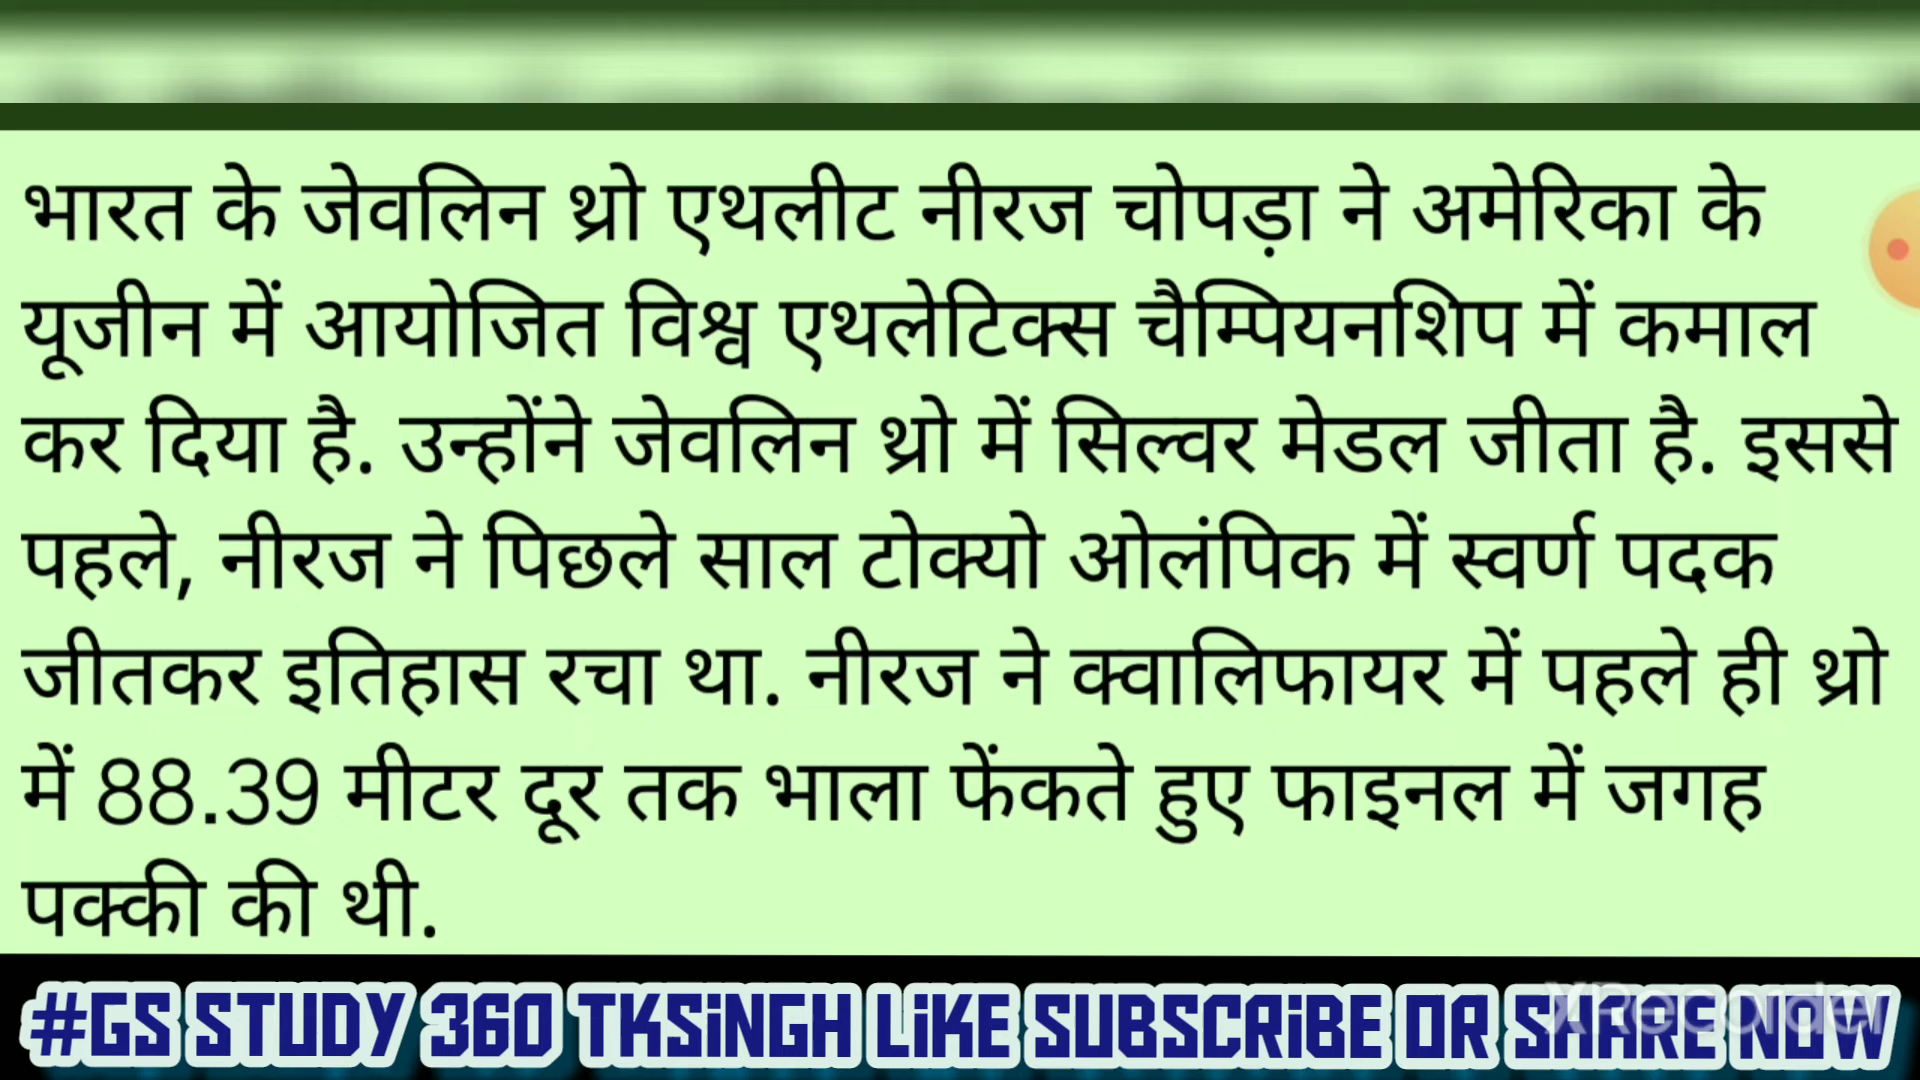 भारत के जेवलिन थ्रो एथलीट नीरज चोपड़ा ने अमेरिका के
यूजीन में आयोजित विश्व एथलेटिक्स चैम्पियनशिप में कमाल
कर दिया है. उन्होंने जेवलिन थ्रो में सिल्वर मेडल जीता है. इससे
पहले, नीरज ने पिछले साल टोक्यो ओलंपिक में स्वर्ण पदक
जीतकर इतिहास रचा था. नीरज ने क्वालिफायर में पहले ही थ्रो
में 88.39 मीटर दूर तक भाला फेंकते हुए फाइनल में जगह
पक्की की थी.
#GS STUDY 360 TKSiNGH LiKE SUBSCRiBE OR SHARE NOW
XRecorder